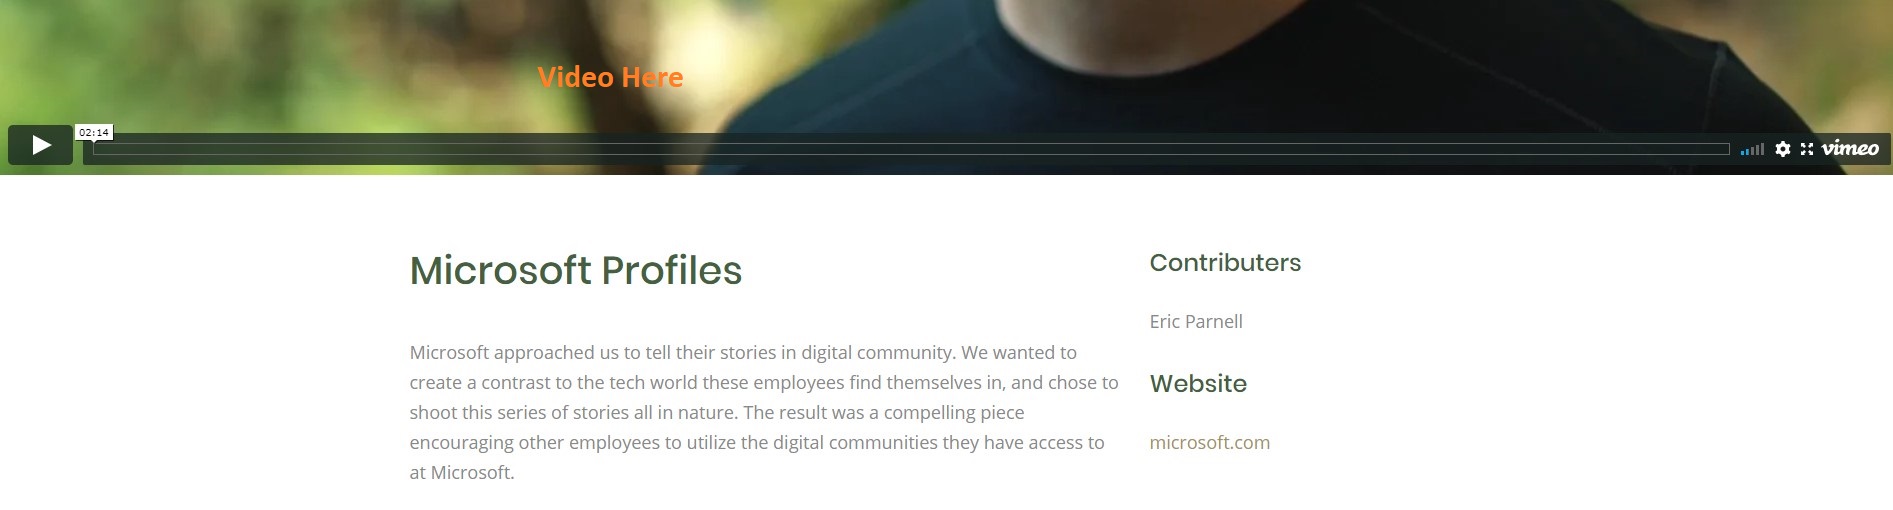 Video Here
02:14
vimeo
Microsoft Profiles
Microsoft approached us to tell their stories in digital community. We wanted to
create a contrast to the tech world these employees find themselves in, and chose to
shoot this series of stories all in nature. The result was a compelling piece
encouraging other employees to utilize the digital communities they have access to
at Microsoft.
Contributers
Eric Parnell
Website
microsoft.com